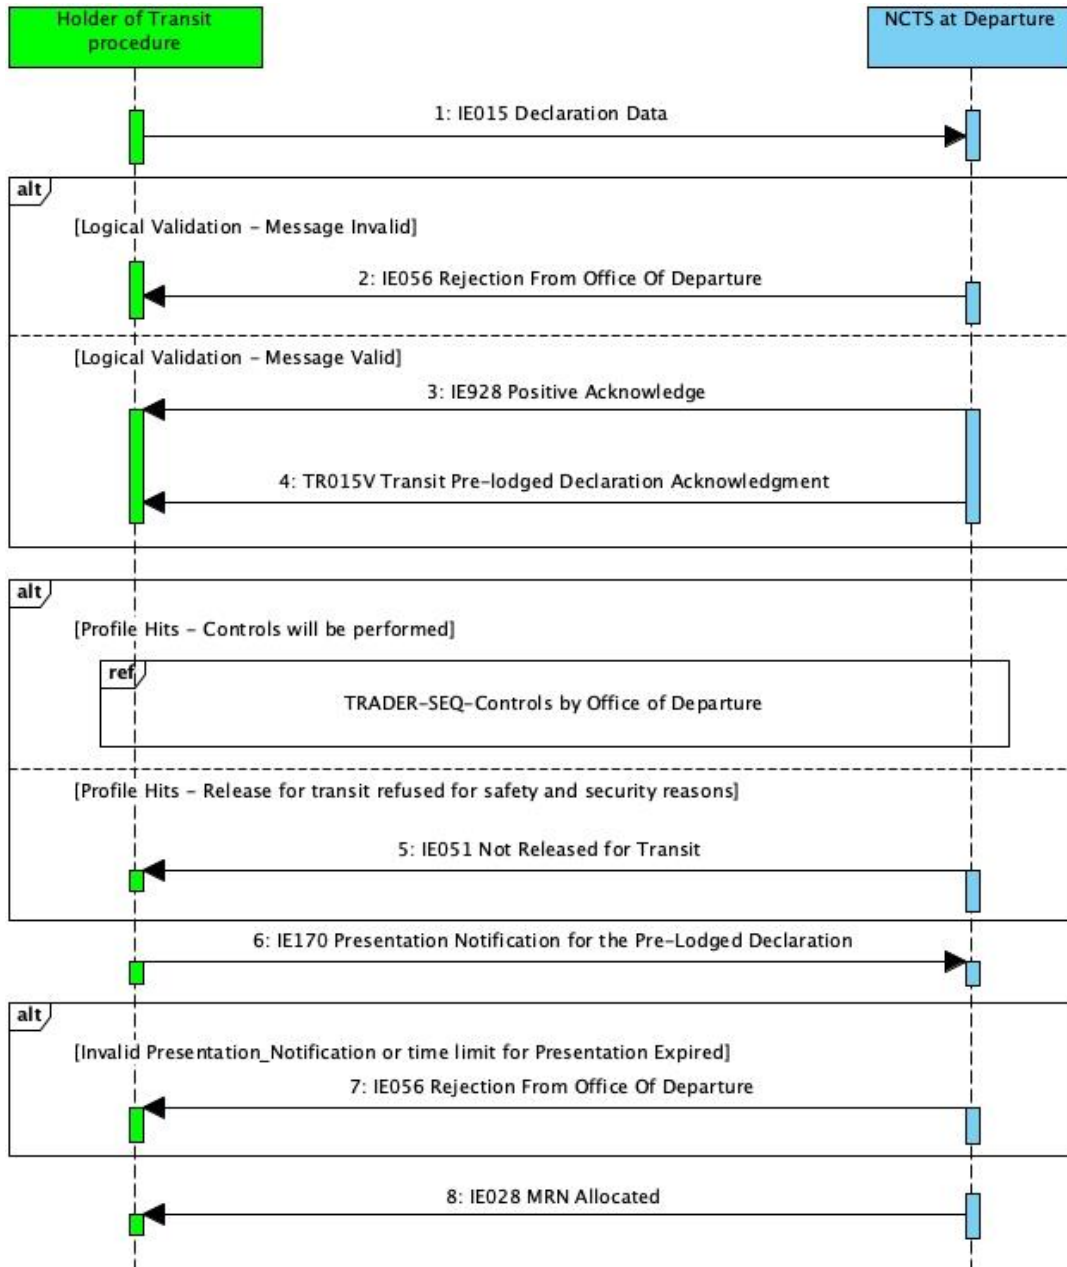 Holder of Transit
procedure
NCTS at Departure
1: IE015 Declaration Data
alt
[Logical Validation – Message Invalid]
2: IE056 Rejection From Office Of Departure
[Logical Validation – Message Valid]
3: IE928 Positive Acknowledge
4: TR015V Transit Pre-lodged Declaration Acknowledgment
alt
[Profile Hits – Controls will be performed]
ref
TRADER-SEQ-Controls by Office of Departure
[Profile Hits – Release for transit refused for safety and security reasons]
5: IE051 Not Released for Transit
6: IE170 Presentation Notification for the Pre-Lodged Declaration
alt
[Invalid Presentation_Notification or time limit for Presentation Expired]
7: IE056 Rejection From Office Of Departure
8: IE028 MRN Allocated